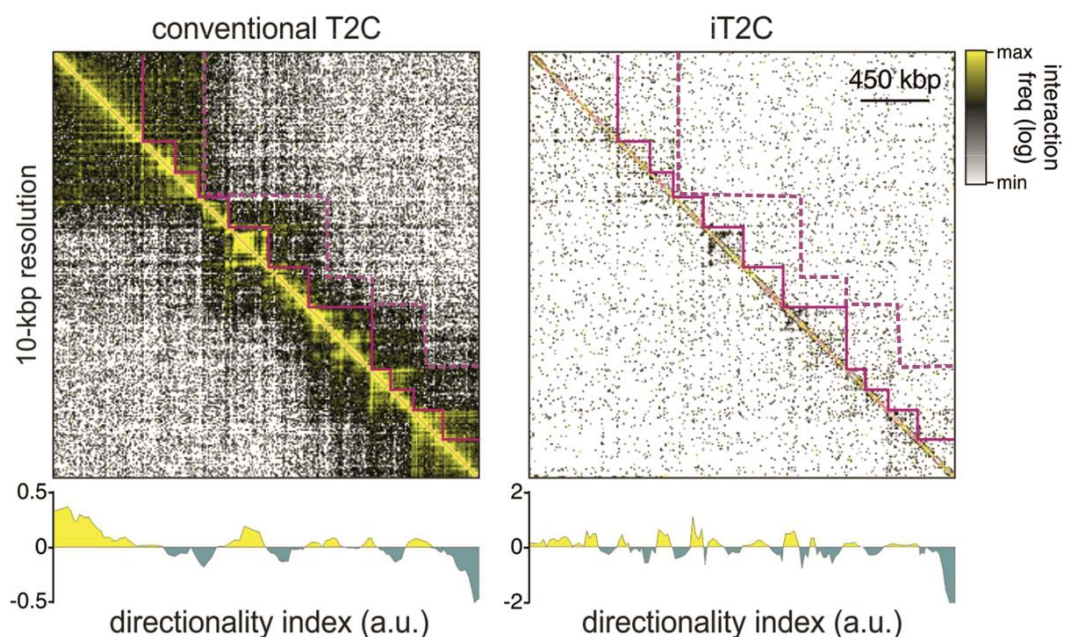 conventional T2C
iT2C
10-kbp resolution
450 kbp
max
min
interaction
freq (log)
0.5
0
-0.5
2
0
-2
directionality index (a.u.)
directionality index (a.u.)